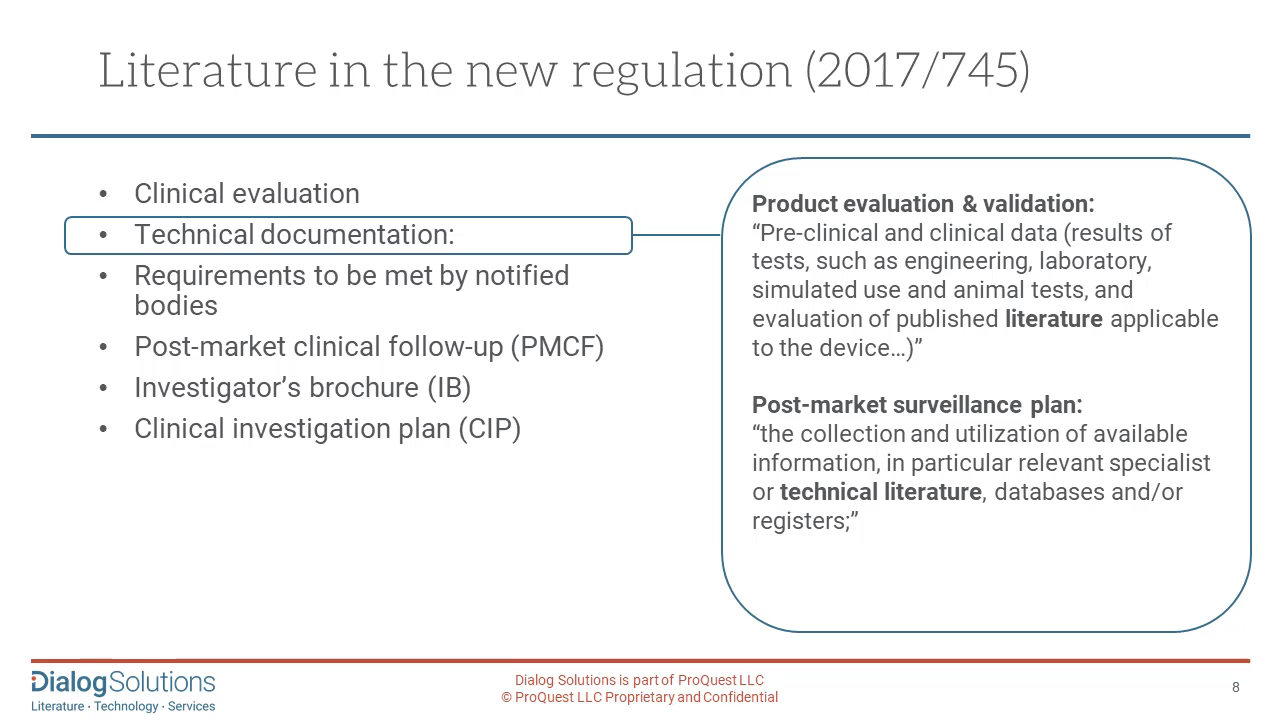 Literature in the new regulation (2017/745)
• Clinical evaluation
• Technical documentation:
• Requirements to be met by notified
bodies
• Post-market clinical follow-up (PMCF)
• Investigator’s brochure (IB)
• Clinical investigation plan (CIP)
Product evaluation & validation:
“Pre-clinical and clinical data (results of
tests, such as engineering, laboratory,
simulated use and animal tests, and
evaluation of published literature applicable
to the device…)”
Post-market surveillance plan:
“the collection and utilization of available
information, in particular relevant specialist
or technical literature, databases and/or
registers;”
DialogSolutions
Literature · Technology · Services
Dialog Solutions is part of ProQuest LLC
© ProQuest LLC Proprietary and Confidential
8